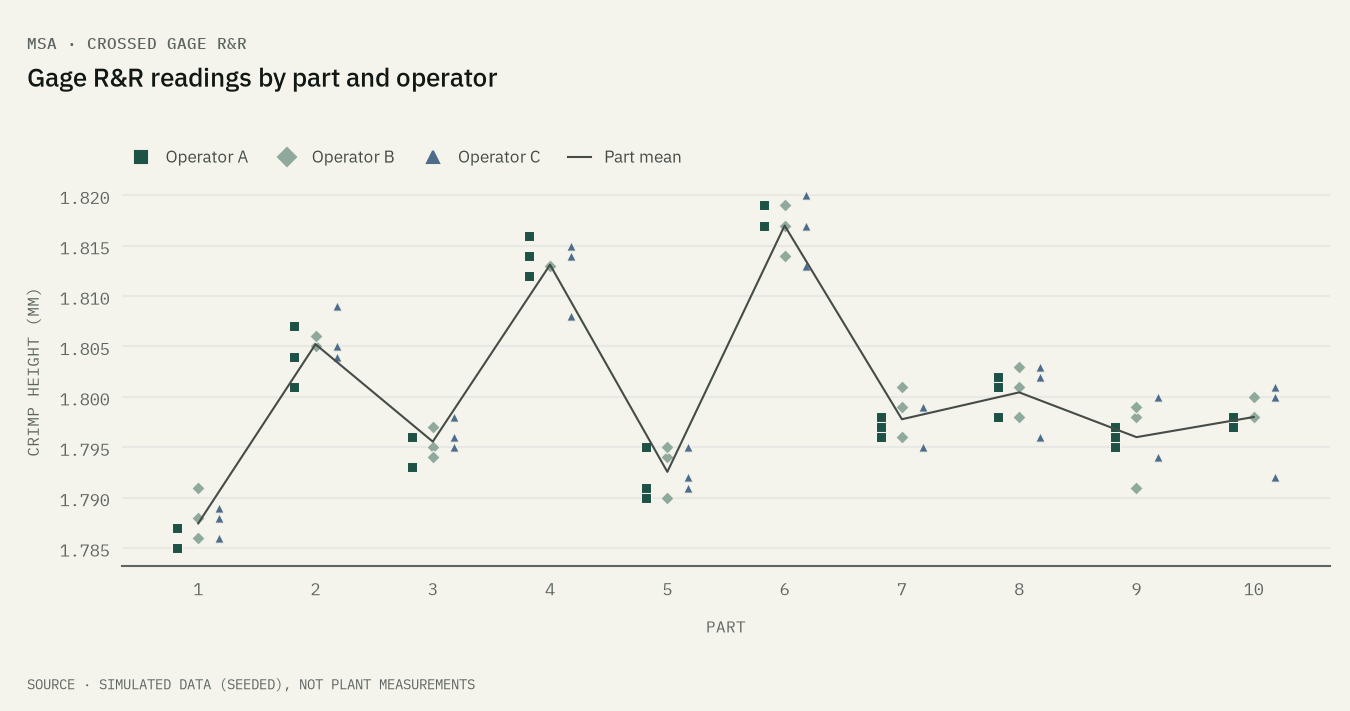 MSA · CROSSED GAGE R&R
Gage R&R readings by part and operator
Operator A Operator B Operator C Part mean
1.820
1.815
1.810
1.805
1.800
1.795
1.790
1.785
CRIMP HEIGHT (MM)
1 2 3 4 5 6 7 8 9 10
PART
SOURCE · SIMULATED DATA (SEEDED), NOT PLANT MEASUREMENTS